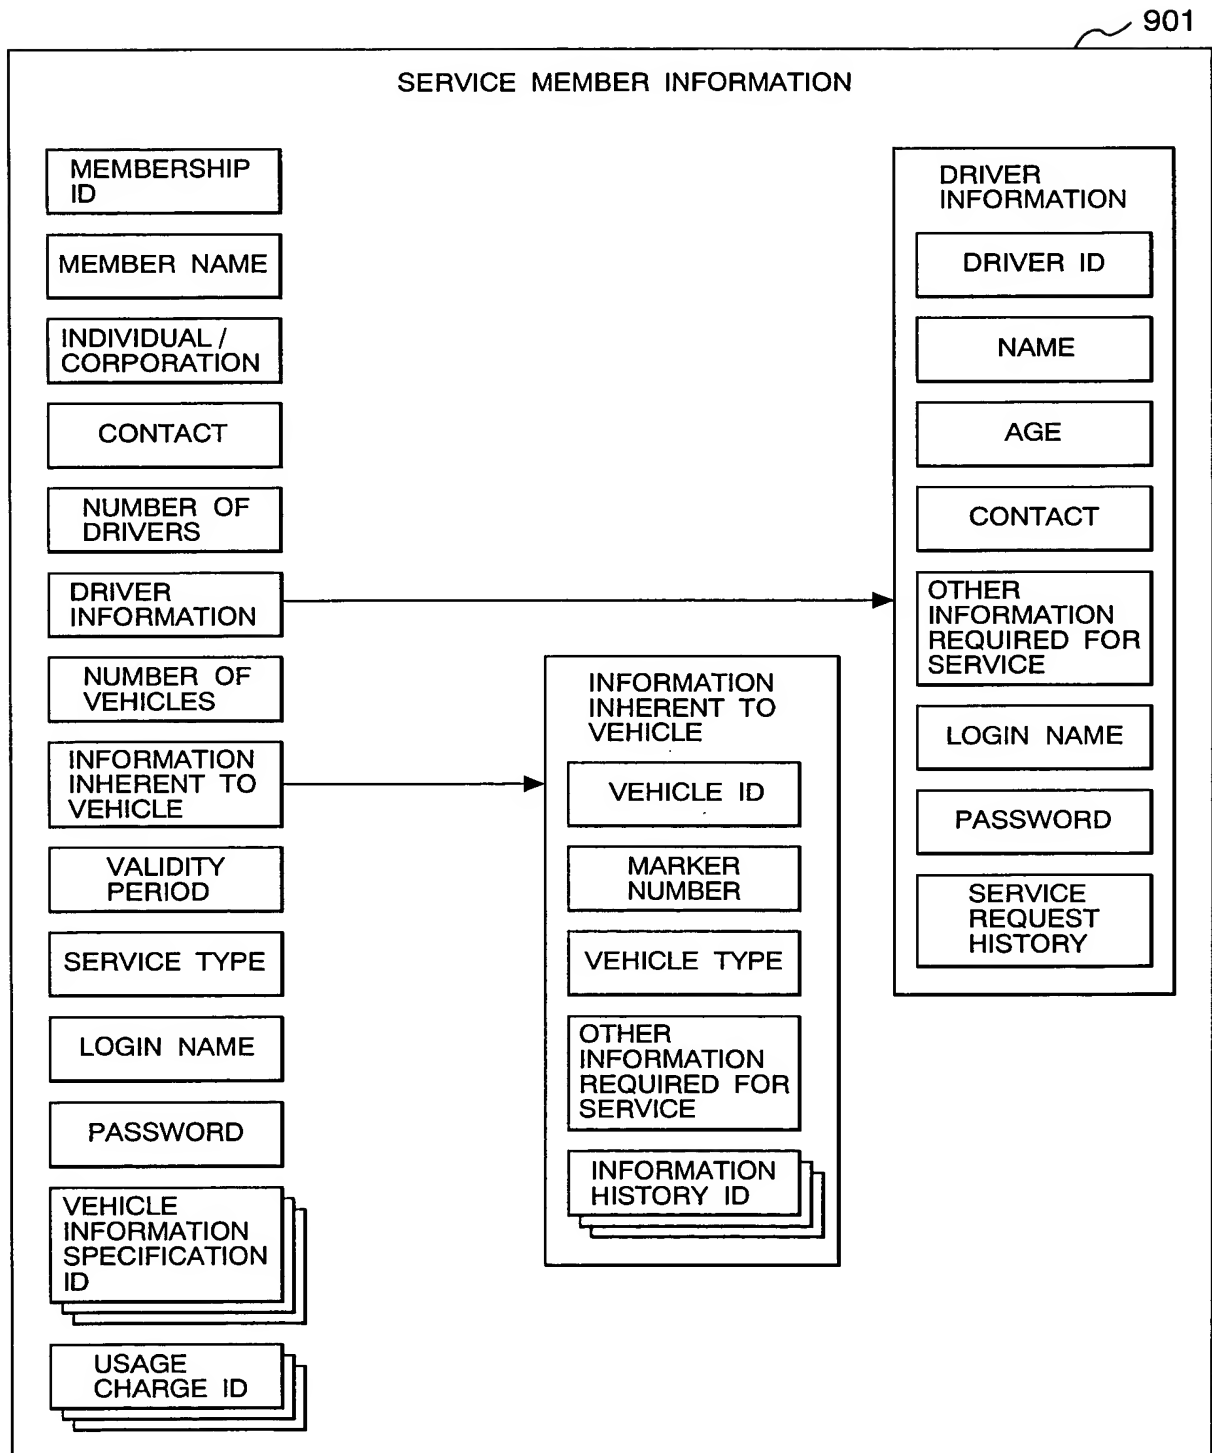 901
SERVICE MEMBER INFORMATION
MEMBERSHIP
ID
MEMBER NAME
INDIVIDUAL /
CORPORATION
CONTACT
NUMBER OF
DRIVERS
DRIVER
INFORMATION
NUMBER OF
VEHICLES
INFORMATION
INHERENT TO
VEHICLE
VALIDITY
PERIOD
SERVICE TYPE
LOGIN NAME
PASSWORD
VEHICLE
INFORMATION
SPECIFICATION
ID
USAGE
CHARGE ID
INFORMATION
INHERENT TO
VEHICLE
VEHICLE ID
MARKER
NUMBER
VEHICLE TYPE
OTHER
INFORMATION
REQUIRED FOR
SERVICE
INFORMATION
HISTORY ID
DRIVER
INFORMATION
DRIVER ID
NAME
AGE
CONTACT
OTHER
INFORMATION
REQUIRED FOR
SERVICE
LOGIN NAME
PASSWORD
SERVICE
REQUEST
HISTORY